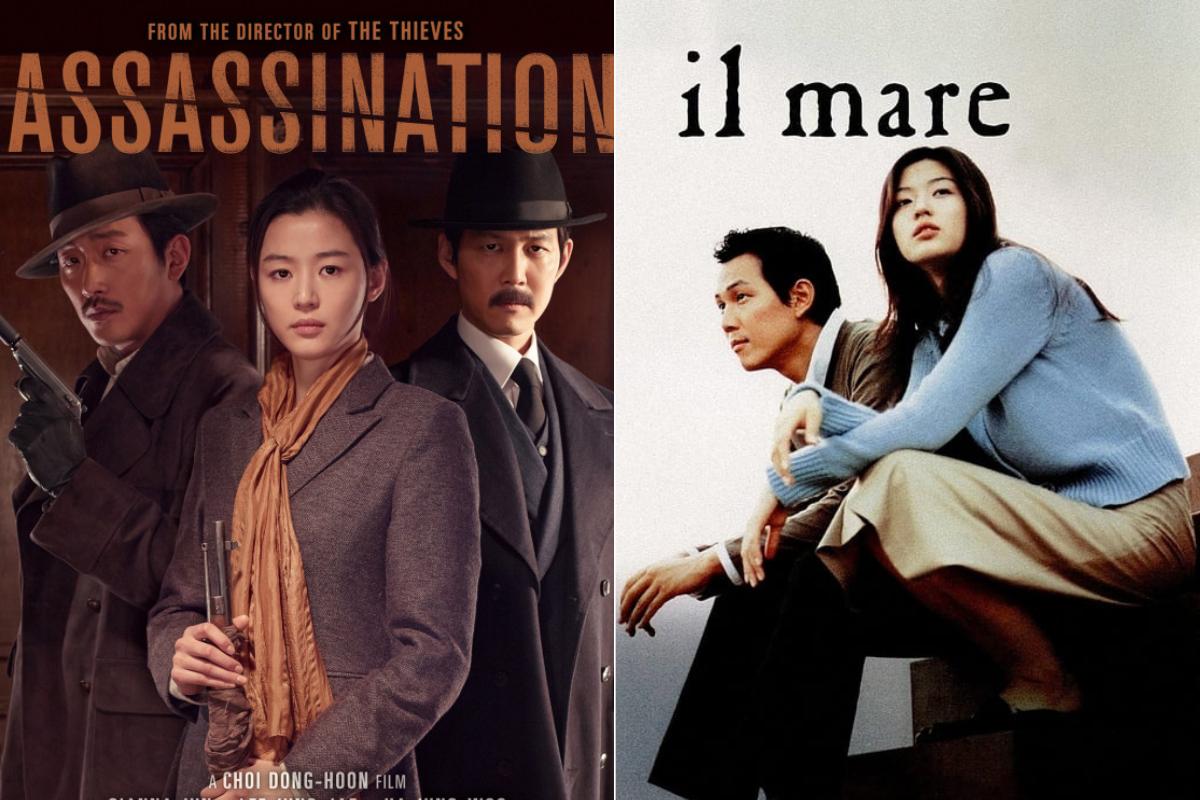 FROM THE DIRECTOR OF THE THIEVES
ASSASSINATION
A CHOI DONG-HOON FILM
il mare